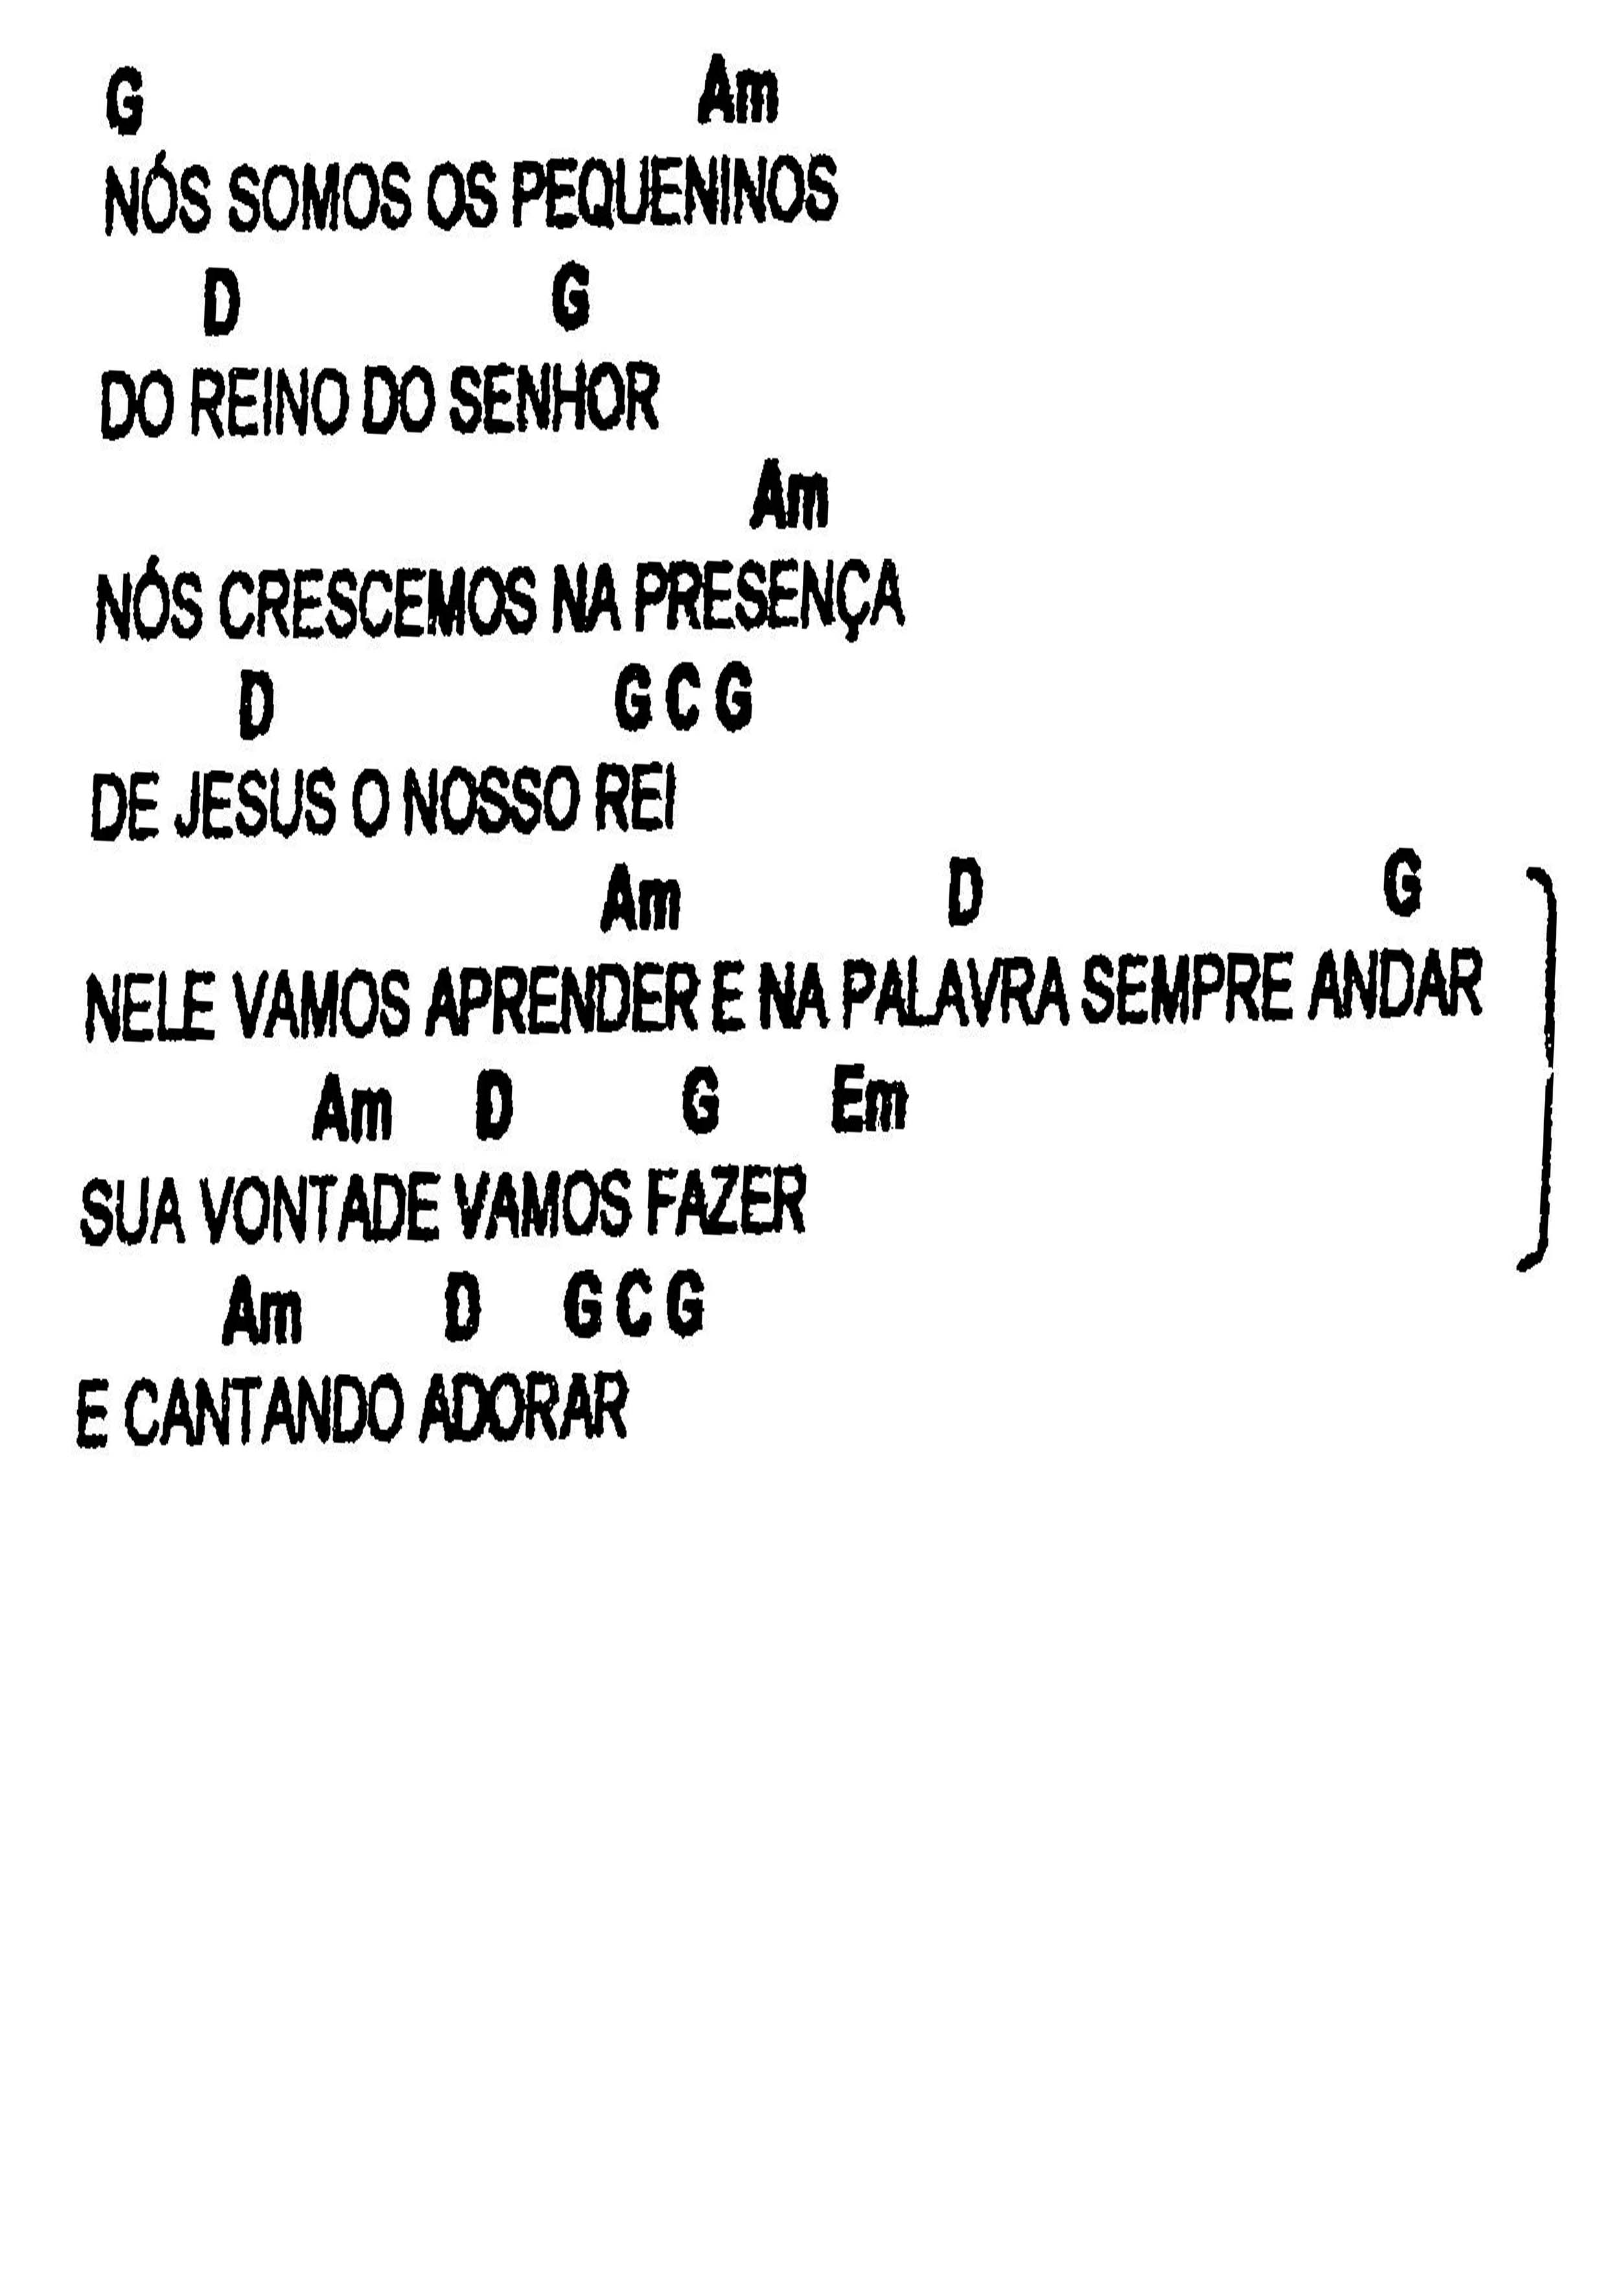 G Am
NÓS SOMOS OS PEQUENINOS
D G
DO REINO DO SENHOR
Am
NÓS CRESCEMOS NA PRESENÇA
D G C G
DE JESUS O NOSSO REI
Am D G
NELE VAMOS APRENDER E NA PALAVRA SEMPRE ANDAR
Am D G Em
SUA VONTADE VAMOS FAZER
Am D G C G
E CANTANDO ADORAR